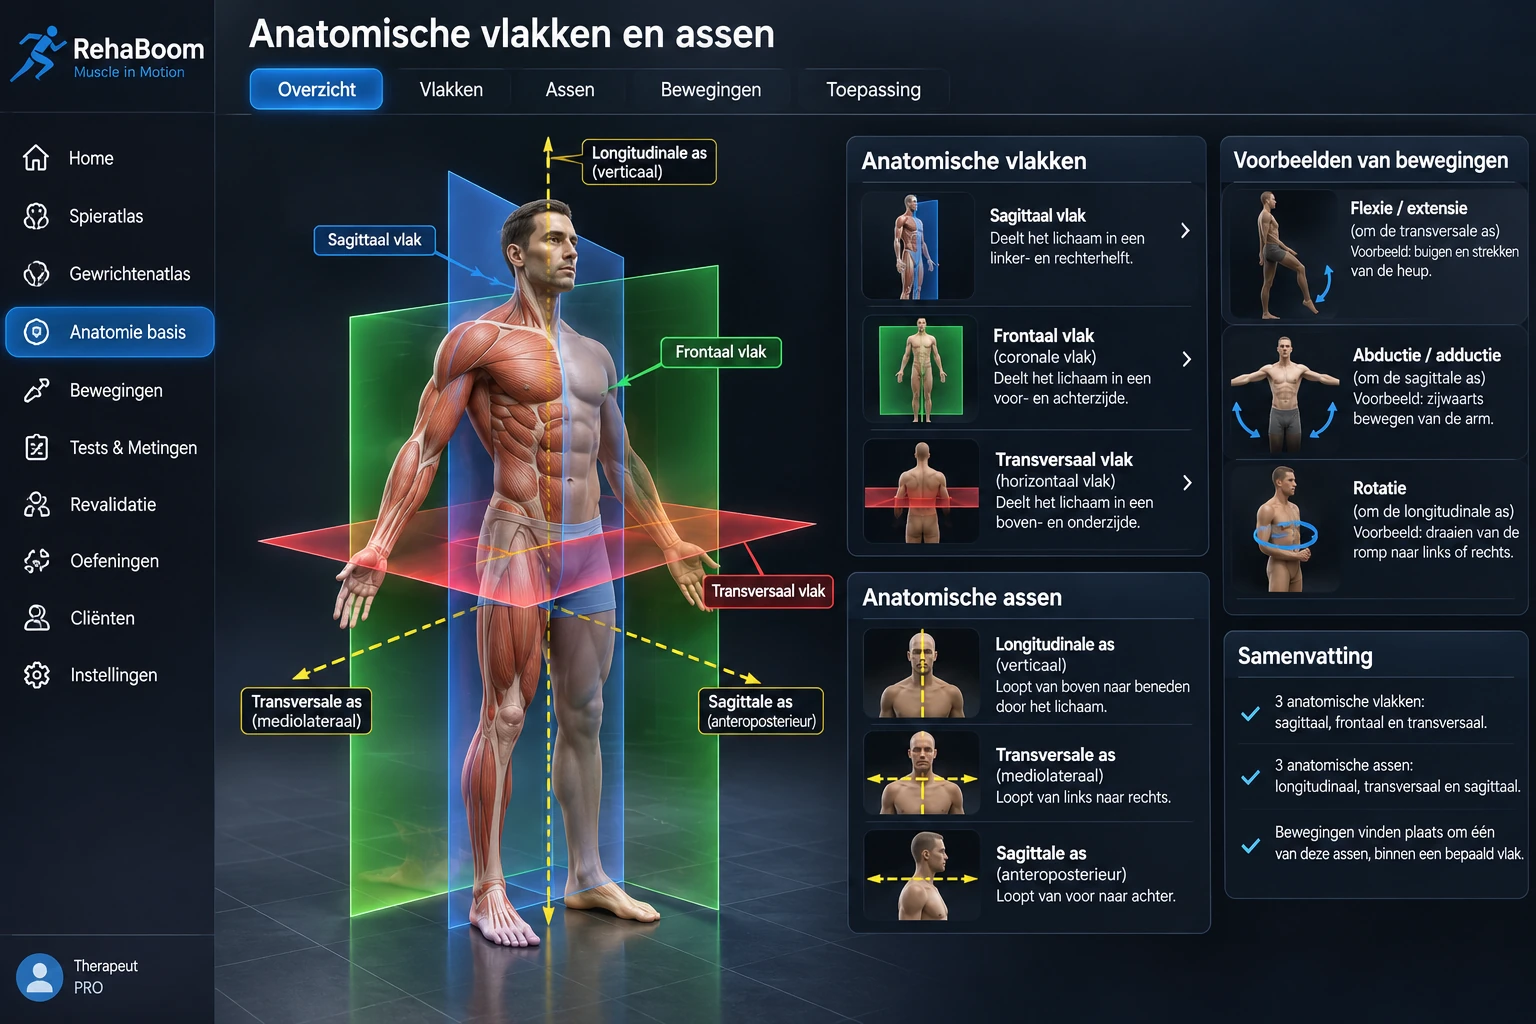 RehaBoom
Muscle in Motion
Home
Spieratlas
Gewrichtenatlas
Anatomie basis
Bewegingen
Tests & Metingen
Revalidatie
Oefeningen
Cliënten
Instellingen
Therapeut
PRO
Anatomische vlakken en assen
Overzicht
Vlakken
Assen
Bewegingen
Toepassing
Longitudinale as
(verticaal)
Sagittaal vlak
Frontaal vlak
Transversaal vlak
Transversale as
(mediolateraal)
Sagittale as
(anteroposterieur)
Anatomische vlakken
Sagittaal vlak
Deelt het lichaam in een
linker- en rechterhelft.
Frontaal vlak
(coronale vlak)
Deelt het lichaam in een
voor- en achterzijde.
Transversaal vlak
(horizontaal vlak)
Deelt het lichaam in een
boven- en onderzijde.
Anatomische assen
Longitudinale as
(verticaal)
Loopt van boven naar beneden
door het lichaam.
Transversale as
(mediolateraal)
Loopt van links naar rechts.
Sagittale as
(anteroposterieur)
Loopt van voor naar achter.
Voorbeelden van bewegingen
Flexie / extensie
(om de transversale as)
Voorbeeld: buigen en strekken
van de heup.
Abductie / adductie
(om de sagittale as)
Voorbeeld: zijwaarts
bewegen van de arm.
Rotatie
(om de longitudinale as)
Voorbeeld: draaien van de
romp naar links of rechts.
Samenvatting
3 anatomische vlakken:
sagittaal, frontaal en transversaal.
3 anatomische assen:
longitudinaal, transversaal en sagittaal.
Bewegingen vinden plaats om één
van deze assen, binnen een bepaald vlak.